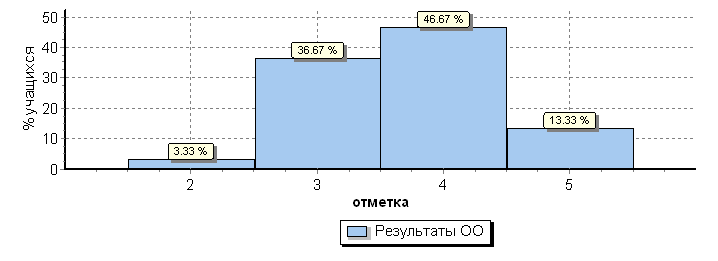 % учащихся
50
40
30
20
10
0
3.33 %
36.67 %
46.67 %
13.33 %
2 3 4 5
отметка
Результаты ОО